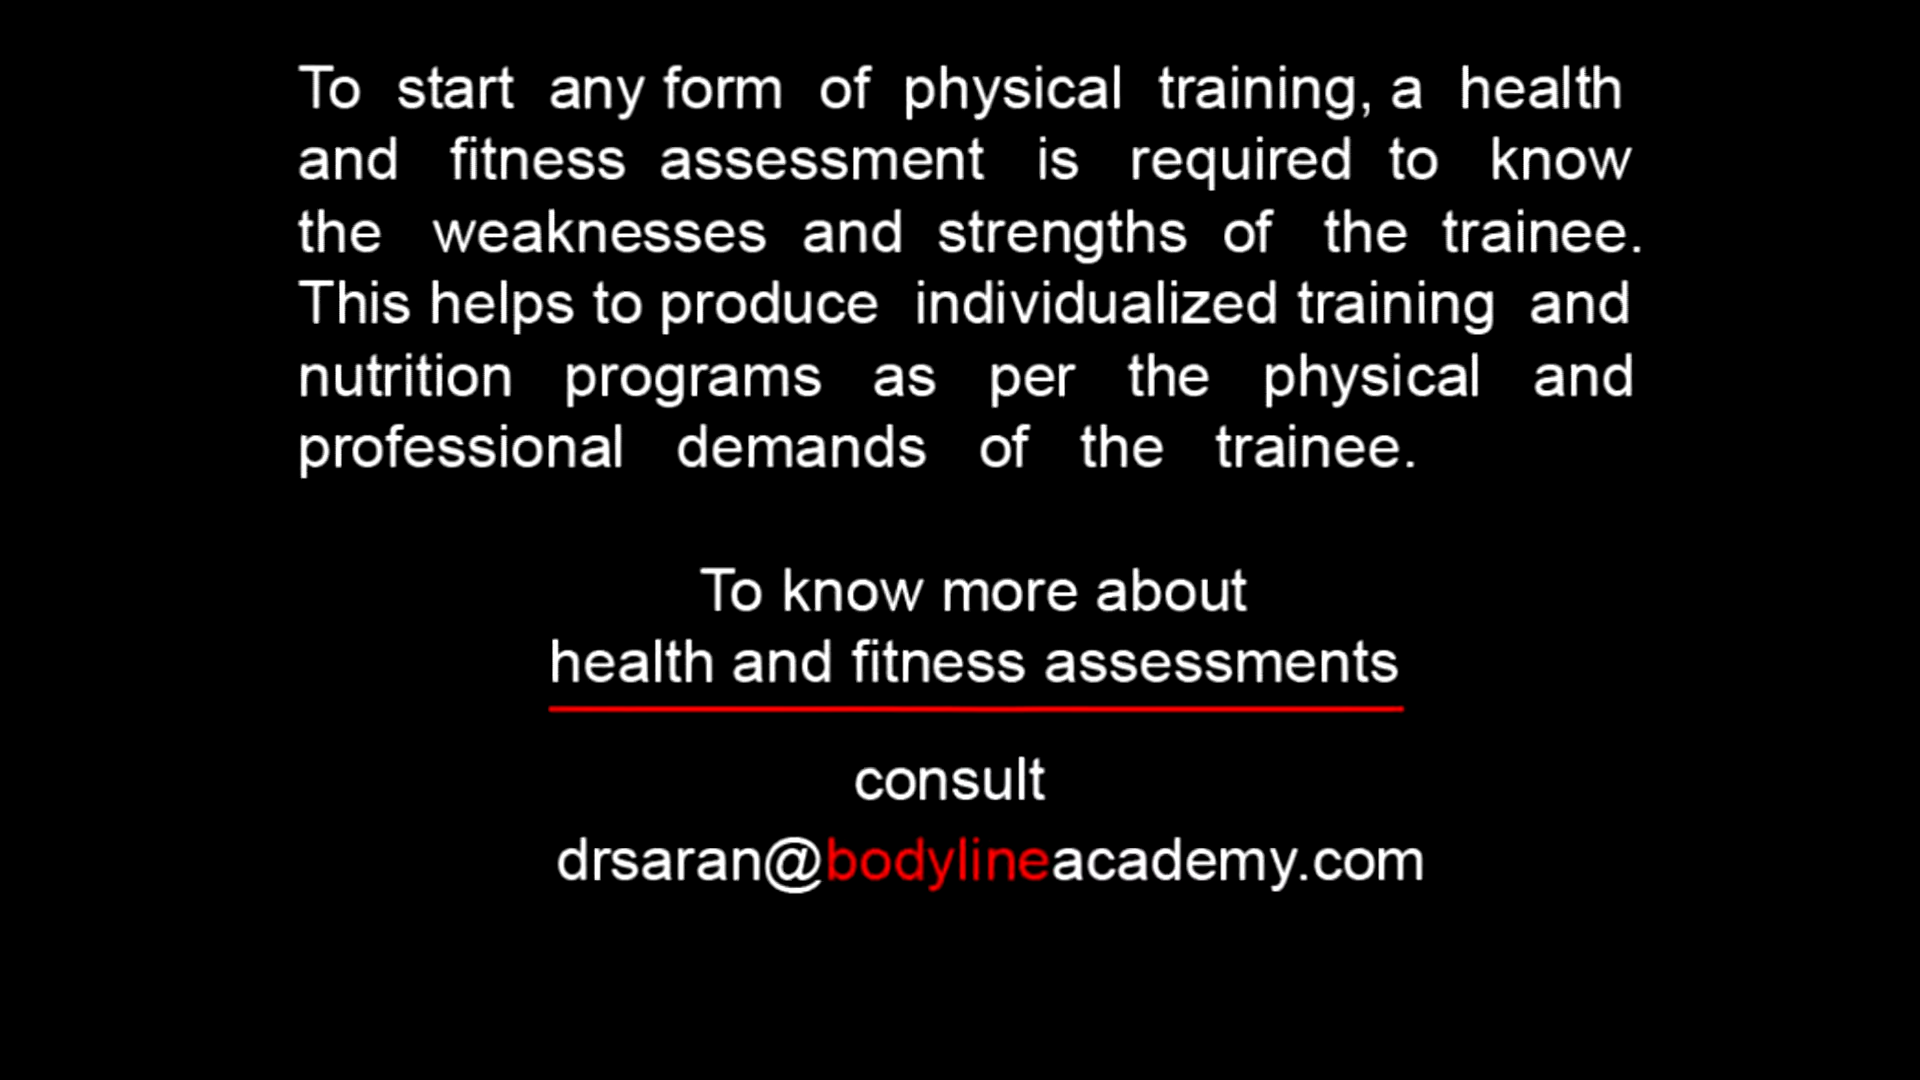 To start any form of physical training, a health
and fitness assessment is required to know
the weaknesses and strengths of the trainee.
This helps to produce individualized training and
nutrition programs as per the physical and
professional demands of the trainee.
To know more about
health and fitness assessments
consult
drsaran@bodylineacademy.com